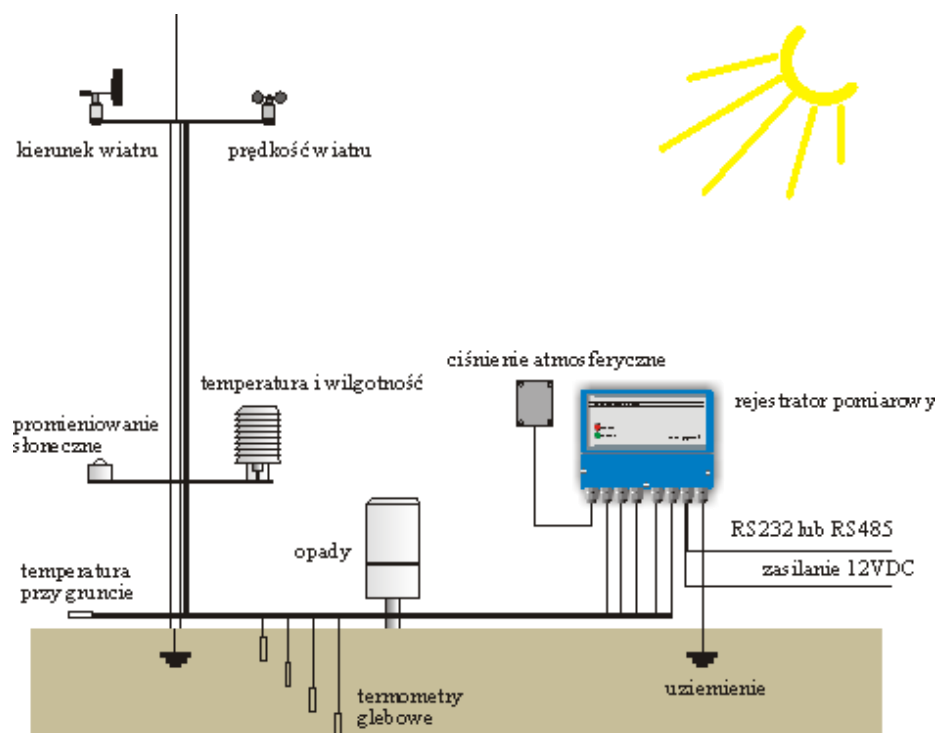 kierunek wiatru
prędkość wiatru
ciśnienie atmosferyczne
temperatura i wilgotność
rejestrator pomiarowy
promieniowanie
słoneczne
RS232 lub RS485
opady
zasilanie 12VDC
temperatura
przy gruncie
uziemienie
termometry
glebowe